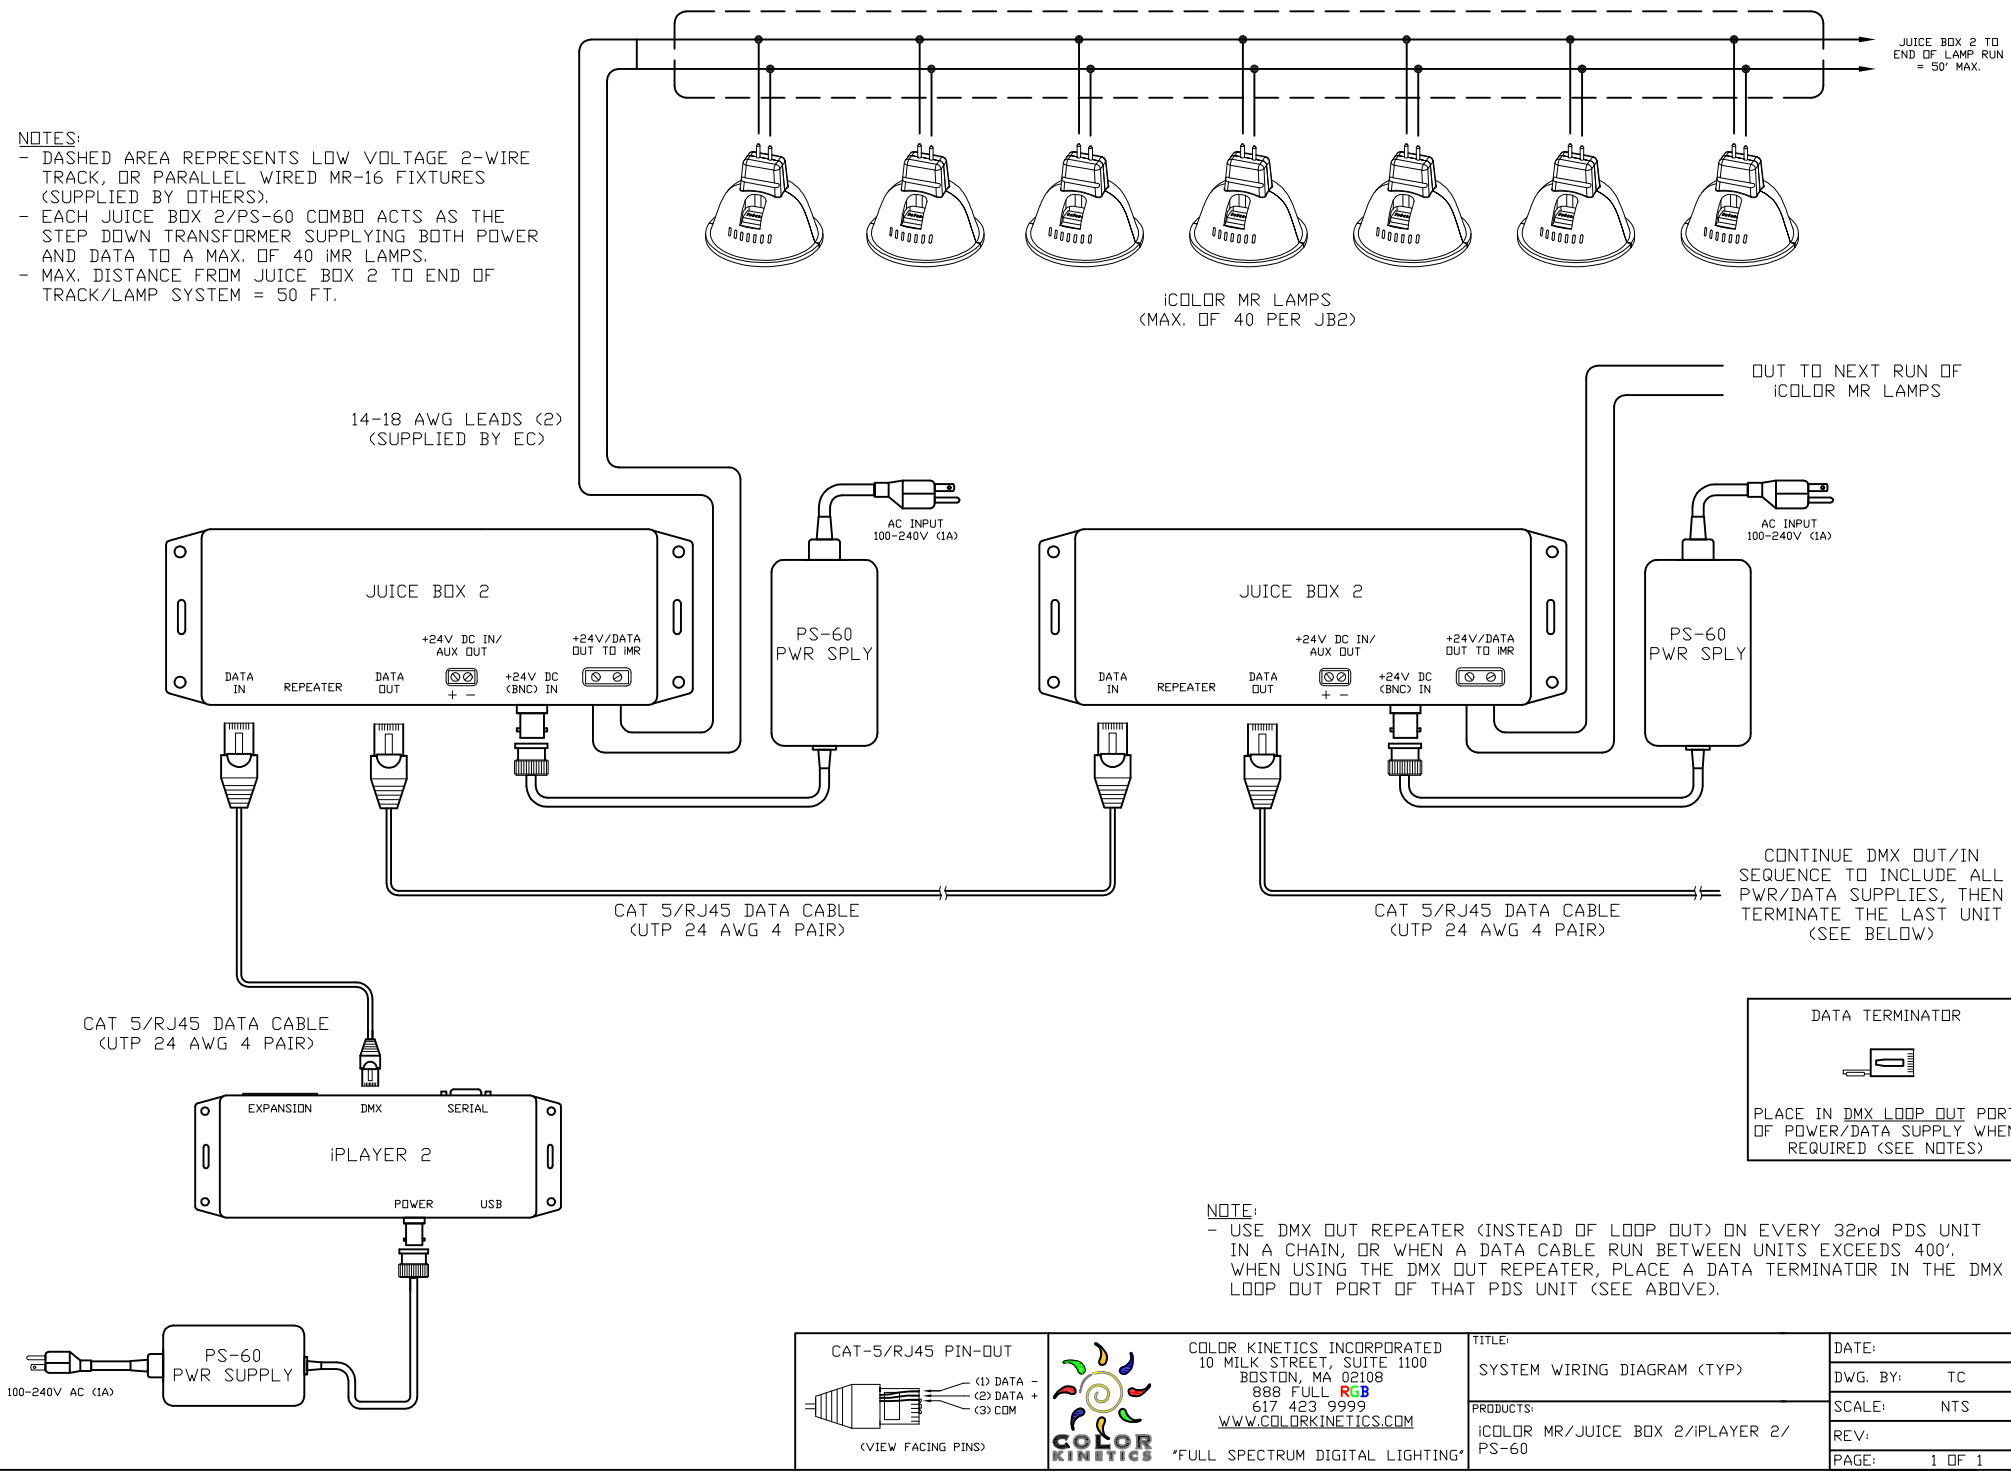 JUICE BOX 2 TO
END OF LAMP RUN
= 50' MAX.
NOTES:
- DASHED AREA REPRESENTS LOW VOLTAGE 2-WIRE
TRACK, OR PARALLEL WIRED MR-16 FIXTURES
(SUPPLIED BY OTHERS).
- EACH JUICE BOX 2/PS-60 COMBO ACTS AS THE
STEP DOWN TRANSFORMER SUPPLYING BOTH POWER
AND DATA TO A MAX. OF 40 iMR LAMPS.
- MAX. DISTANCE FROM JUICE BOX 2 TO END OF
TRACK/LAMP SYSTEM = 50 FT.
iCOLOR MR LAMPS
(MAX. OF 40 PER JB2)
OUT TO NEXT RUN OF
iCOLOR MR LAMPS
14-18 AWG LEADS (2)
(SUPPLIED BY EC)
AC INPUT
100-240V (1A)
AC INPUT
100-240V (1A)
JUICE BOX 2
+24V DC IN/
AUX OUT
+24V/DATA
OUT TO iMR
DATA
IN
REPEATER
DATA
OUT
+ -
+24V DC
(BNC) IN
PS-60
PWR SPLY
JUICE BOX 2
+24V DC IN/
AUX OUT
+24V/DATA
OUT TO iMR
DATA
IN
REPEATER
DATA
OUT
+ -
+24V DC
(BNC) IN
PS-60
PWR SPLY
CAT 5/RJ45 DATA CABLE
(UTP 24 AWG 4 PAIR)
CAT 5/RJ45 DATA CABLE
(UTP 24 AWG 4 PAIR)
CONTINUE DMX OUT/IN
SEQUENCE TO INCLUDE ALL
PWR/DATA SUPPLIES, THEN
TERMINATE THE LAST UNIT
(SEE BELOW)
CAT 5/RJ45 DATA CABLE
(UTP 24 AWG 4 PAIR)
DATA TERMINATOR
PLACE IN DMX LOOP OUT PORT
OF POWER/DATA SUPPLY WHEN
REQUIRED (SEE NOTES)
EXPANSION
DMX
SERIAL
iPLAYER 2
POWER
USB
NOTE:
- USE DMX OUT REPEATER (INSTEAD OF LOOP OUT) ON EVERY 32nd PDS UNIT
IN A CHAIN, OR WHEN A DATA CABLE RUN BETWEEN UNITS EXCEEDS 400'.
WHEN USING THE DMX OUT REPEATER, PLACE A DATA TERMINATOR IN THE DMX
LOOP OUT PORT OF THAT PDS UNIT (SEE ABOVE).
PS-60
PWR SUPPLY
100-240V AC (1A)
CAT-5/RJ45 PIN-OUT
(1) DATA -
(2) DATA +
(3) COM
(VIEW FACING PINS)
COLOR
KINETICS
COLOR KINETICS INCORPORATED
10 MILK STREET, SUITE 1100
BOSTON, MA 02108
888 FULL RGB
617 423 9999
WWW.COLORKINETICS.COM
"FULL SPECTRUM DIGITAL LIGHTING"
TITLE:
SYSTEM WIRING DIAGRAM (TYP)
PRODUCTS:
iCOLOR MR/JUICE BOX 2/iPLAYER 2/
PS-60
DATE:
DWG. BY: TC
SCALE: NTS
REV:
PAGE: 1 OF 1